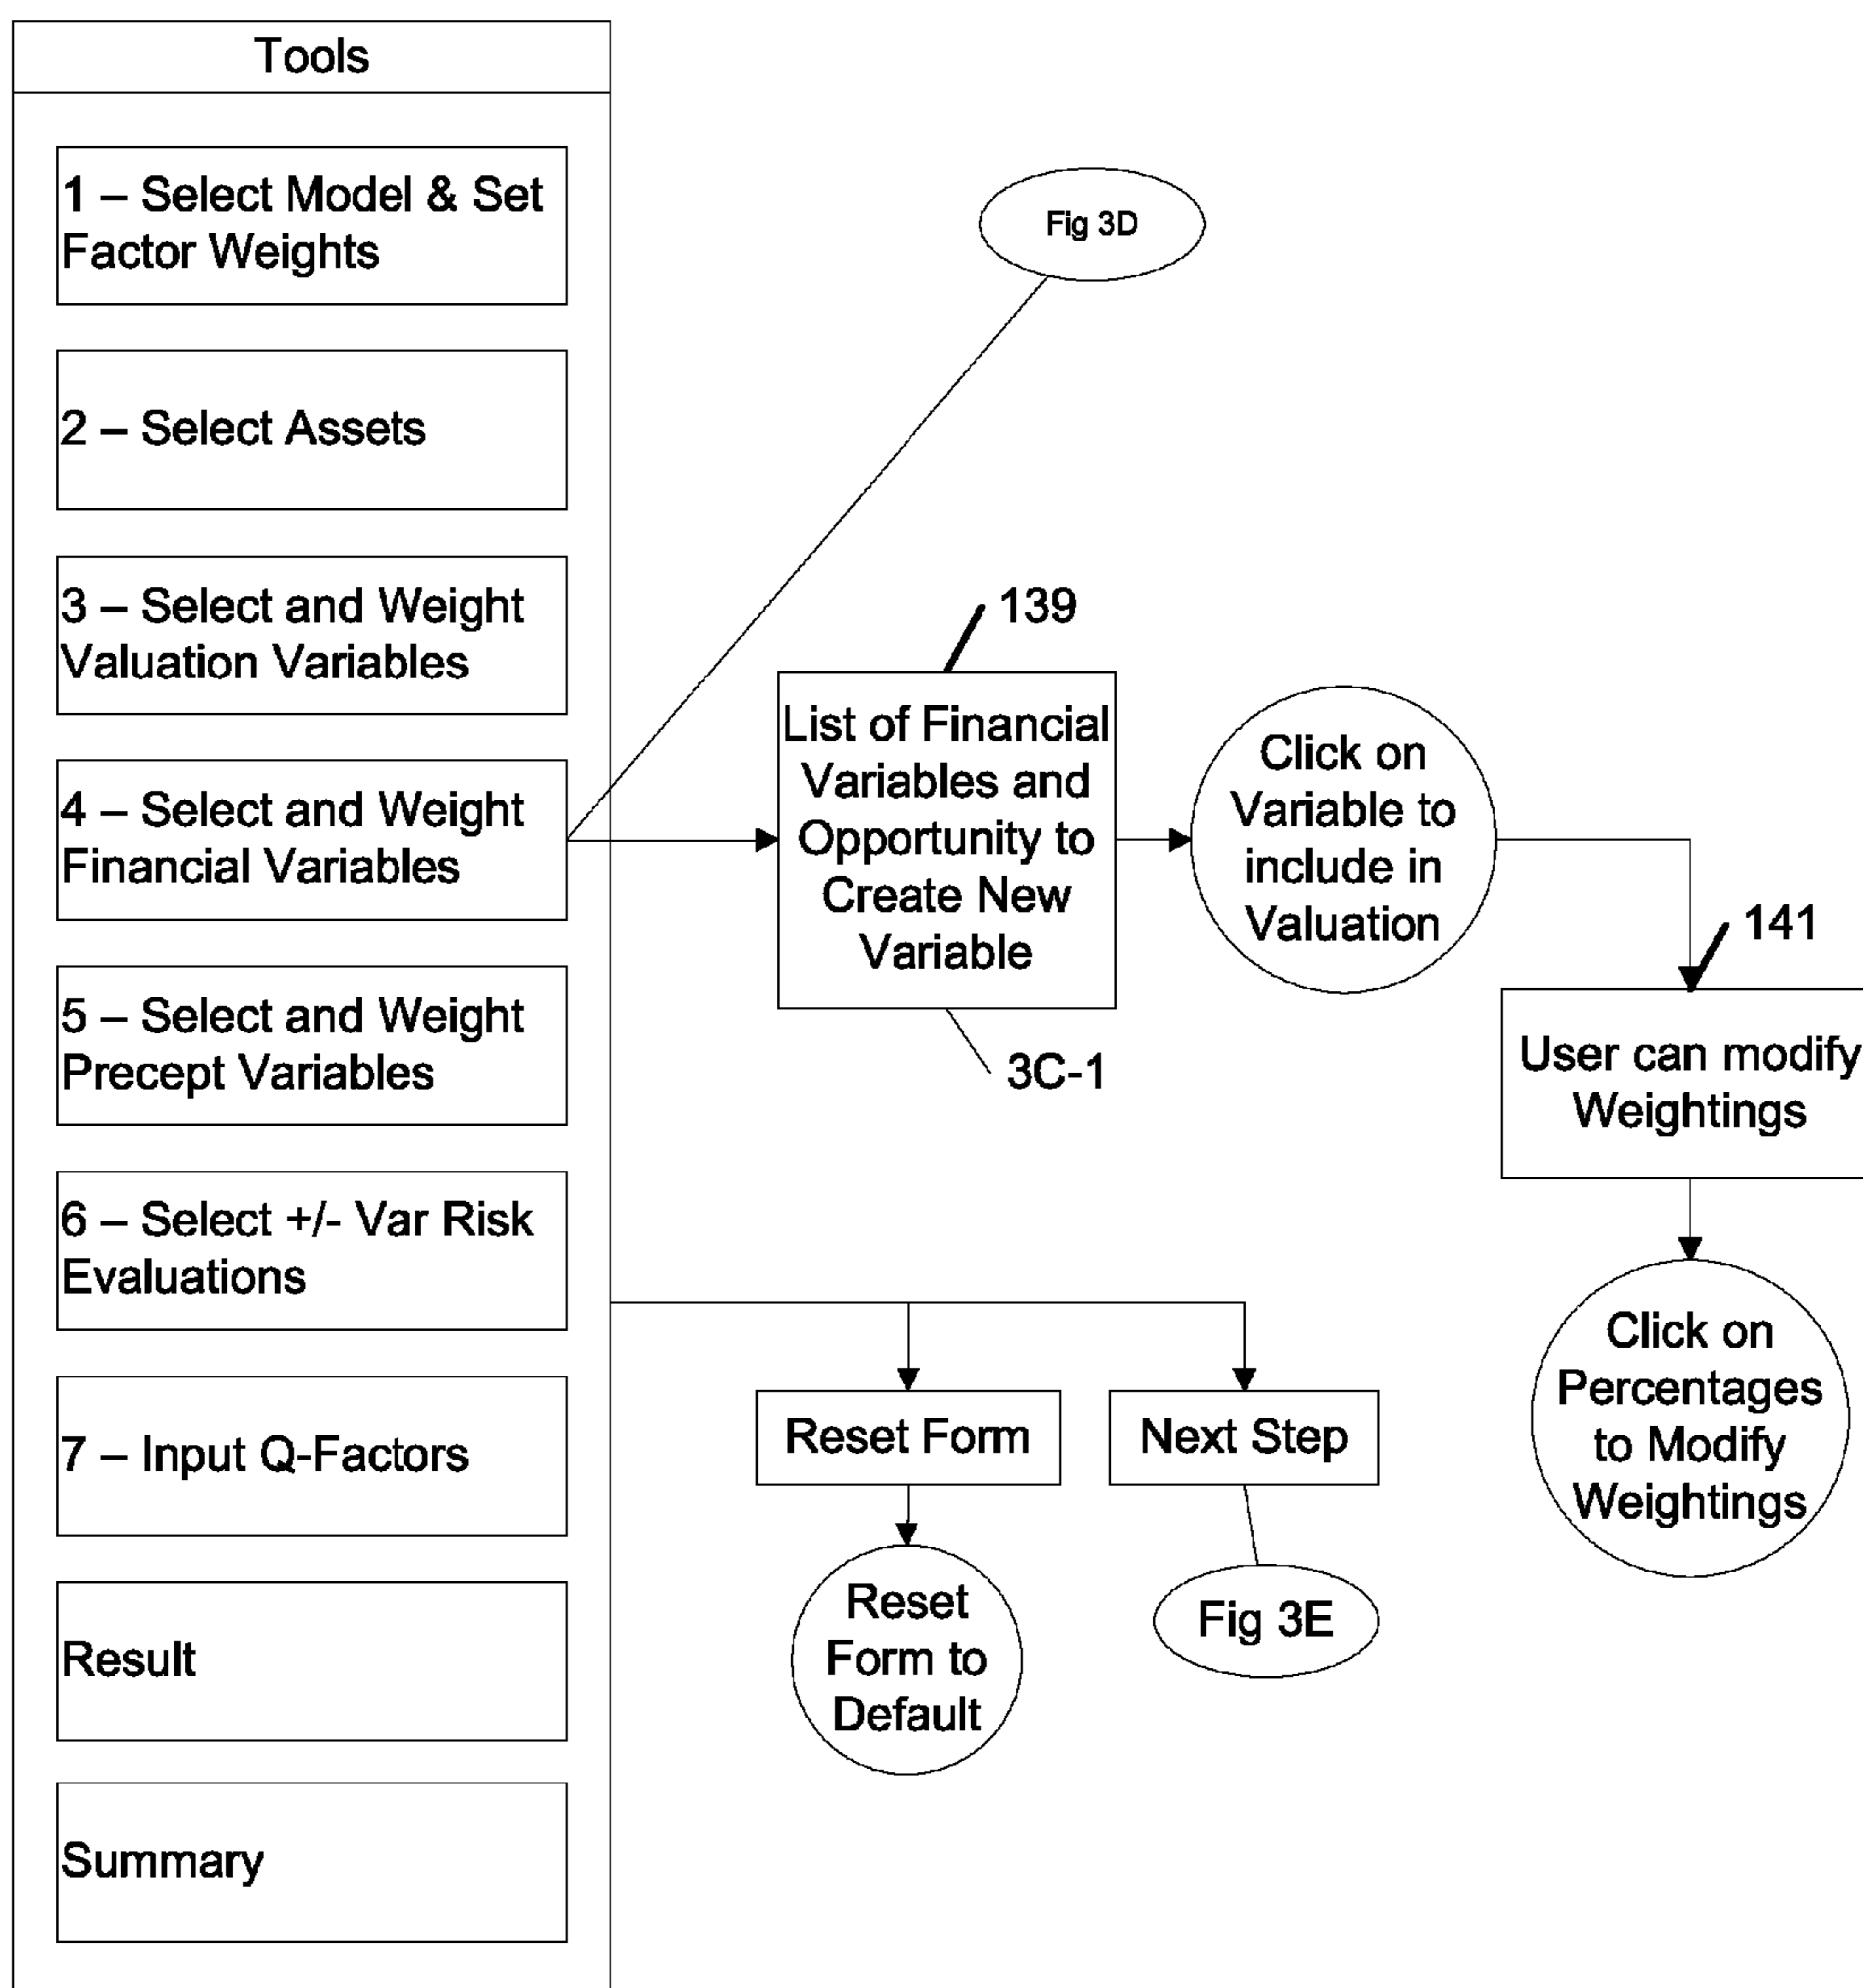 Tools
1 – Select Model & Set
Factor Weights
2 – Select Assets
3 – Select and Weight
Valuation Variables
4 – Select and Weight
Financial Variables
5 – Select and Weight
Precept Variables
6 – Select +/- Var Risk
Evaluations
7 – Input Q-Factors
Result
Summary
Fig 3D
139
List of Financial
Variables and
Opportunity to
Create New
Variable
3C-1
Click on
Variable to
include in
Valuation
141
User can modify
Weightings
Click on
Percentages
to Modify
Weightings
Reset Form
Next Step
Reset
Form to
Default
Fig 3E